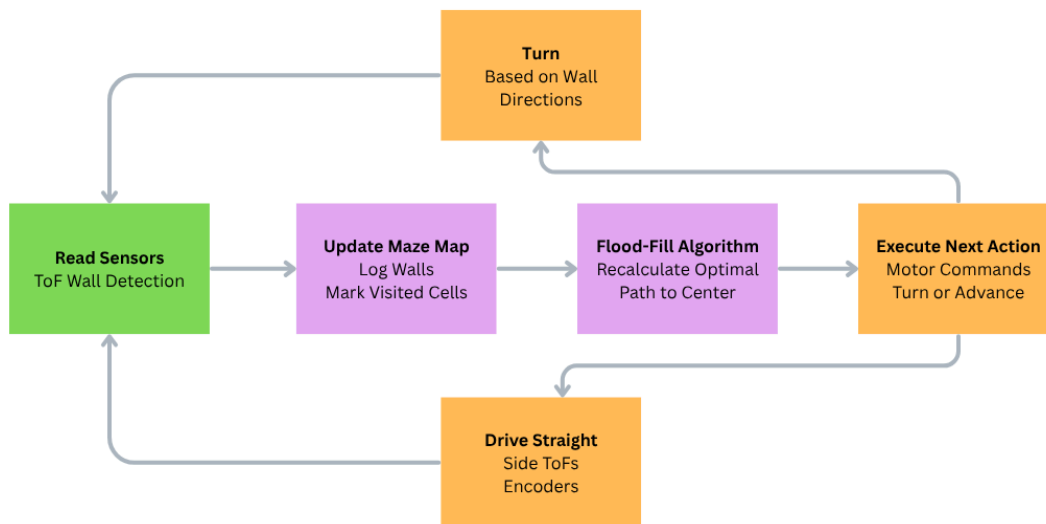 Turn
Based on Wall
Directions
Read Sensors
ToF Wall Detection
Update Maze Map
Log Walls
Mark Visited Cells
Flood-Fill Algorithm
Recalculate Optimal
Path to Center
Execute Next Action
Motor Commands
Turn or Advance
Drive Straight
Side ToFs
Encoders